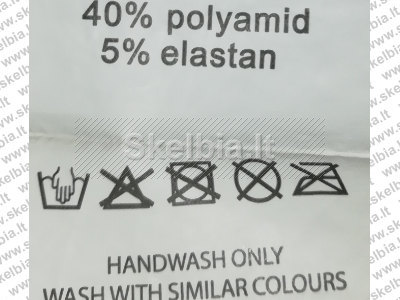 40% polyamid
5% elastan
Skelbia.lt
HANDWASH ONLY
WASH WITH SIMILAR COLOURS